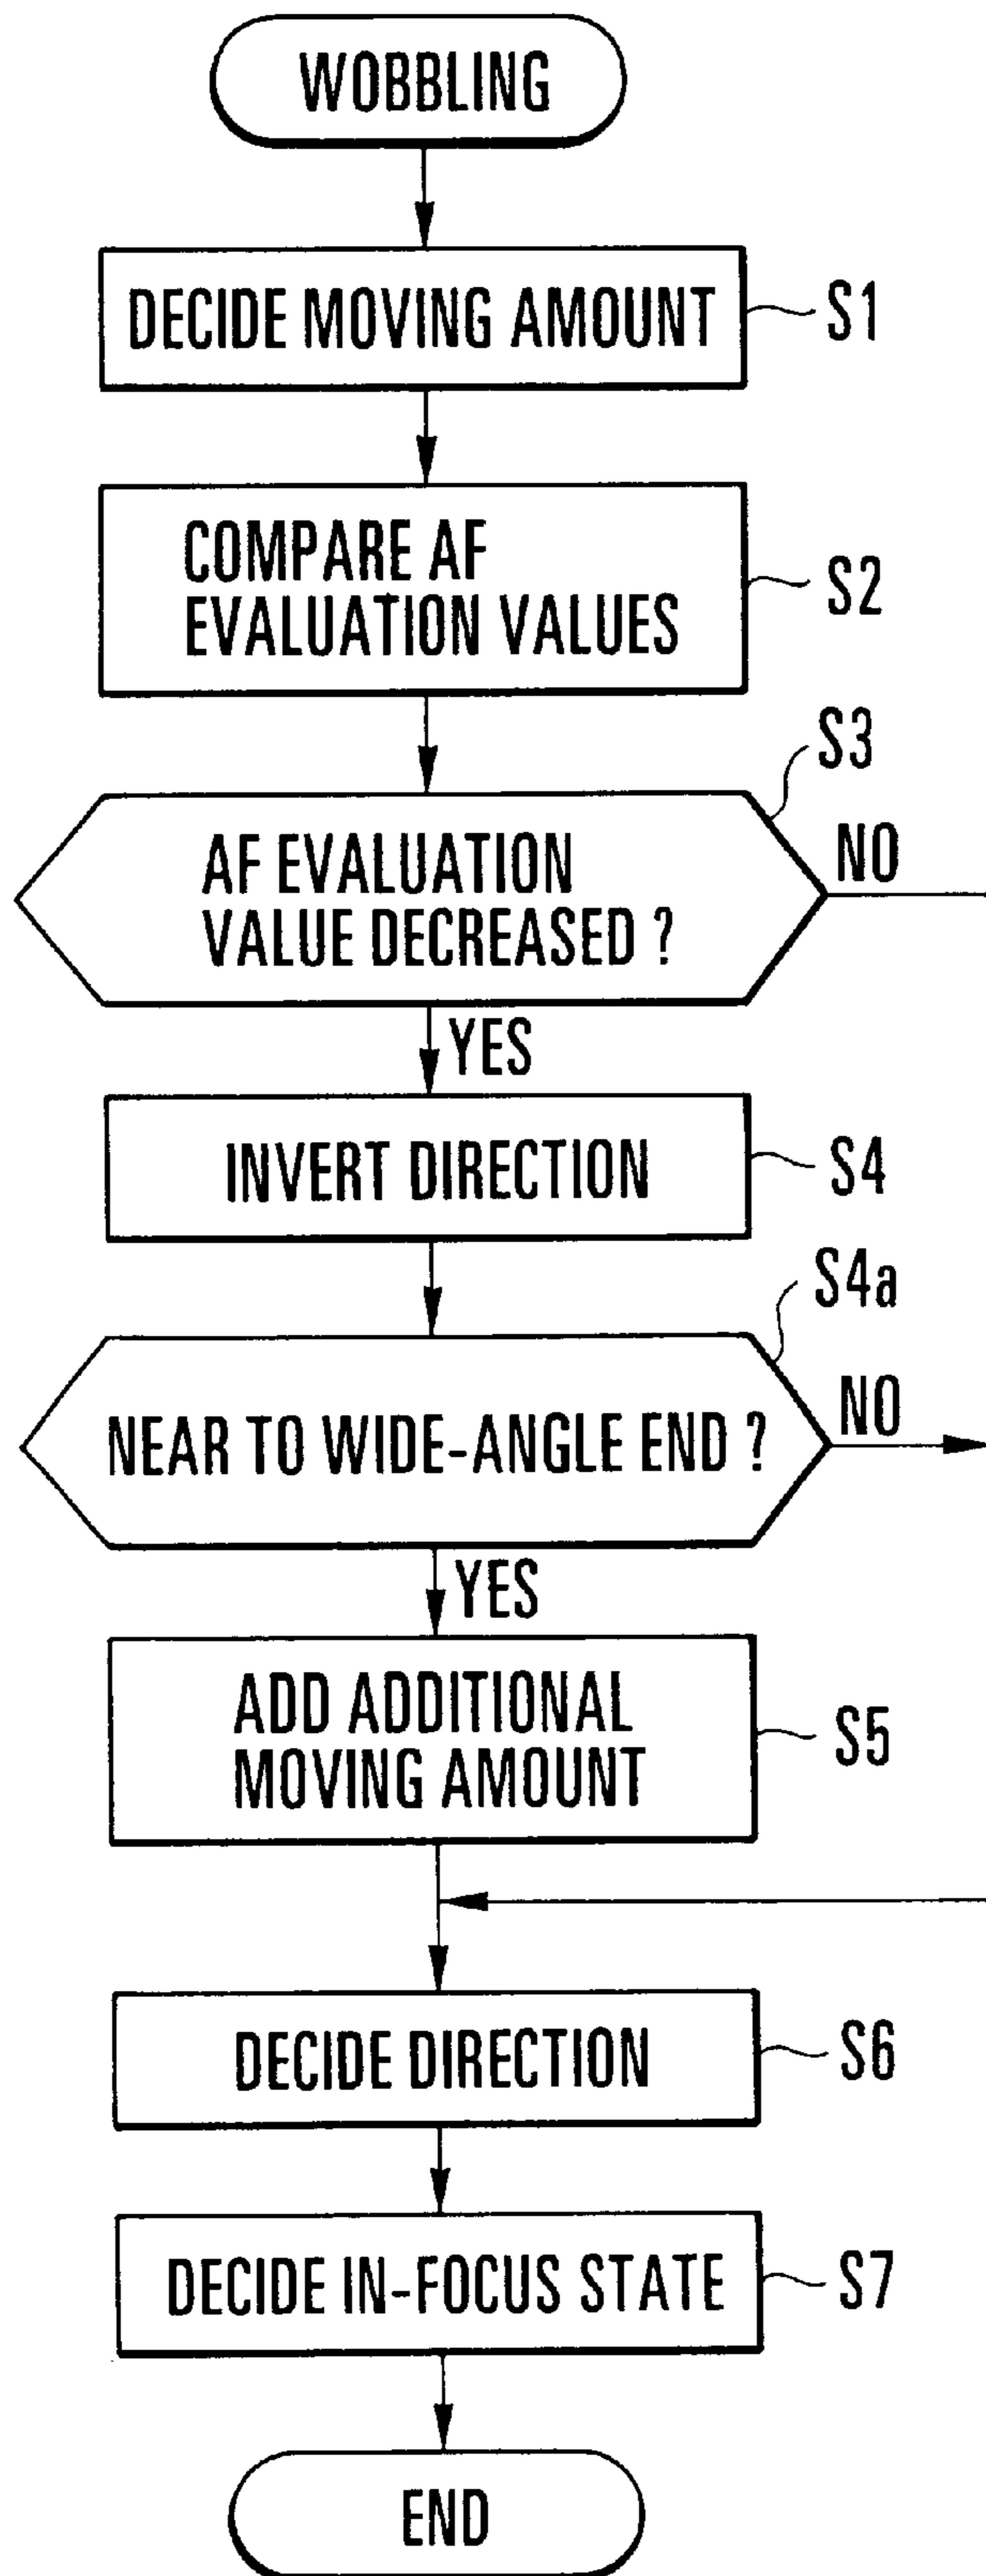 WOBBLING
DECIDE MOVING AMOUNT
S1
COMPARE AF
EVALUATION VALUES
S2
S3
AF EVALUATION
VALUE DECREASED ?
NO
YES
INVERT DIRECTION
S4
S4a
NEAR TO WIDE-ANGLE END ?
NO
YES
ADD ADDITIONAL
MOVING AMOUNT
S5
DECIDE DIRECTION
S6
DECIDE IN-FOCUS STATE
S7
END